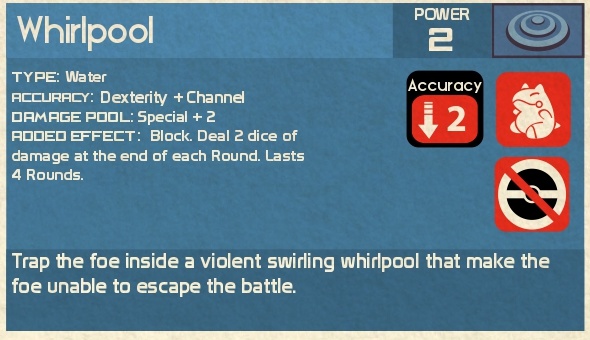 Whirlpool
POWER
2
TYPE: Water
ACCURACY: Dexterity + Channel
DAMAGE POOL: Special + 2
ADDED EFFECT: Block. Deal 2 dice of
damage at the end of each Round. Lasts
4 Rounds.
Accuracy
2
Trap the foe inside a violent swirling whirlpool that make the
foe unable to escape the battle.